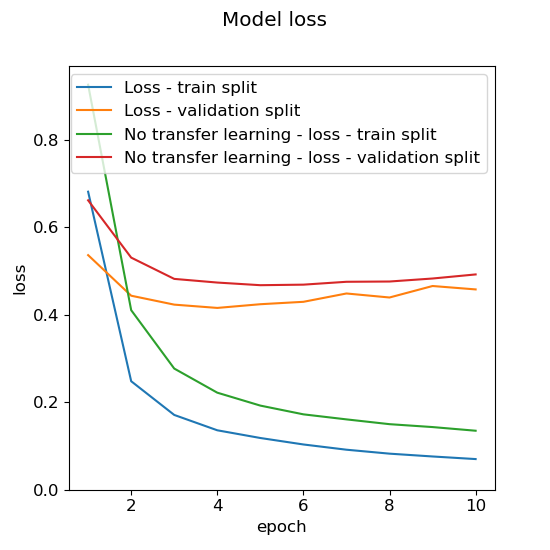 Model loss
Loss - train split
Loss - validation split
No transfer learning - loss - train split
No transfer learning - loss - validation split
0.8
0.6
0.4
0.2
0.0
loss
2 4 6 8 10
epoch